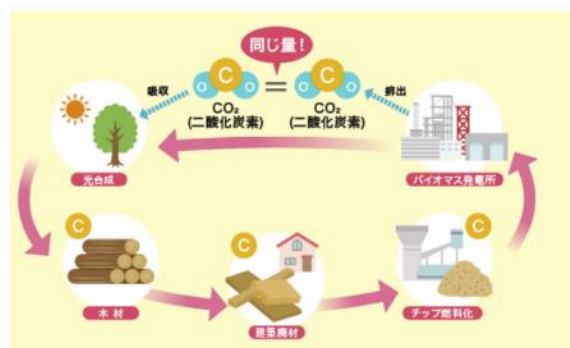 同じ量！
O C O = O C O
吸収
排出
CO₂
(二酸化炭素)
CO₂
(二酸化炭素)
光合成
バイオマス発電所
C
C
C
木材
建築廃材
チップ燃料化